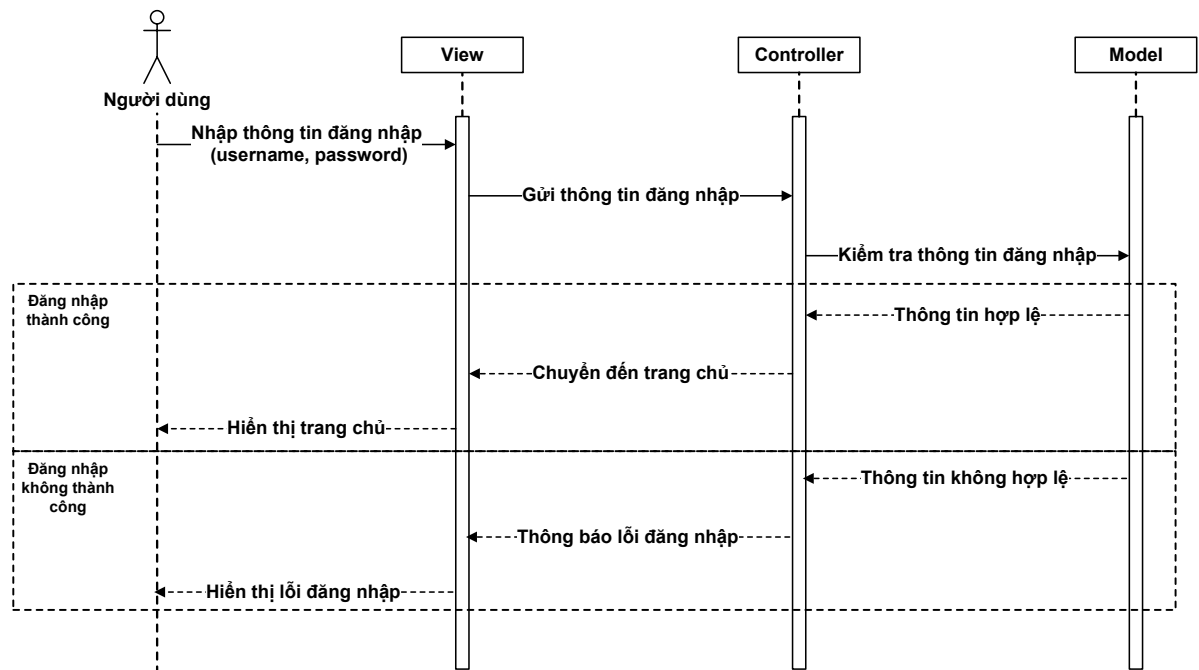 View
Controller
Model
Người dùng
Nhập thông tin đăng nhập
(username, password)
Gửi thông tin đăng nhập
Kiểm tra thông tin đăng nhập
Đăng nhập
thành công
Thông tin hợp lệ
Chuyển đến trang chủ
Hiển thị trang chủ
Đăng nhập
không thành
công
Thông tin không hợp lệ
Thông báo lỗi đăng nhập
Hiển thị lỗi đăng nhập